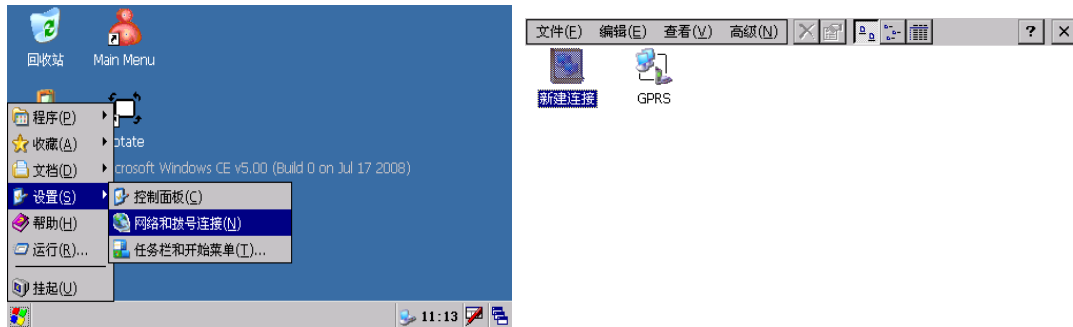 回收站
Main Menu
程序(P)
收藏(A)
otate
文档(D)
crosoft Windows CE v5.00 (Build 0 on Jul 17 2008)
设置(S)
控制面板(C)
帮助(H)
网络和拨号连接(N)
运行(R)...
任务栏和开始菜单(T)...
挂起(U)
11:13
文件(F) 编辑(E) 查看(V) 高级(N) ? ×
新建连接
GPRS